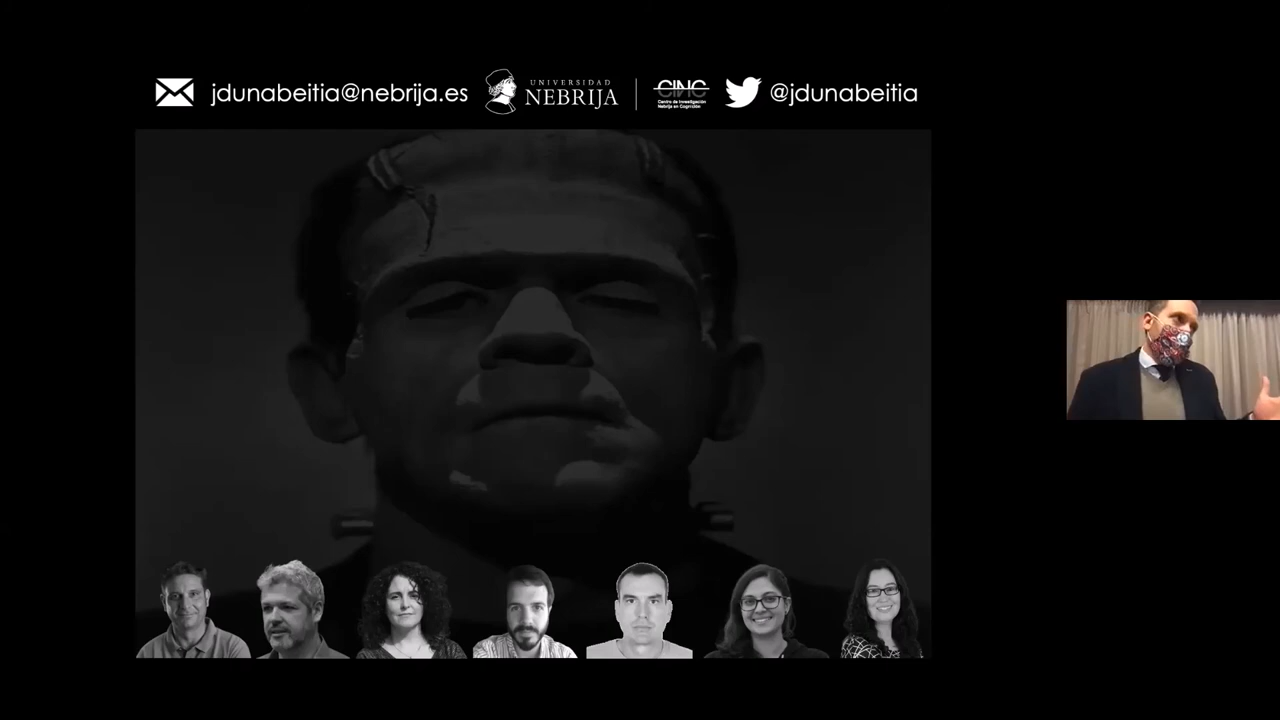 jdunabeitia@nebrija.es
UNIVERSIDAD
NEBRIJA
CINC
Centro de Investigación
Nebrija en Cognición
@jdunabeitia